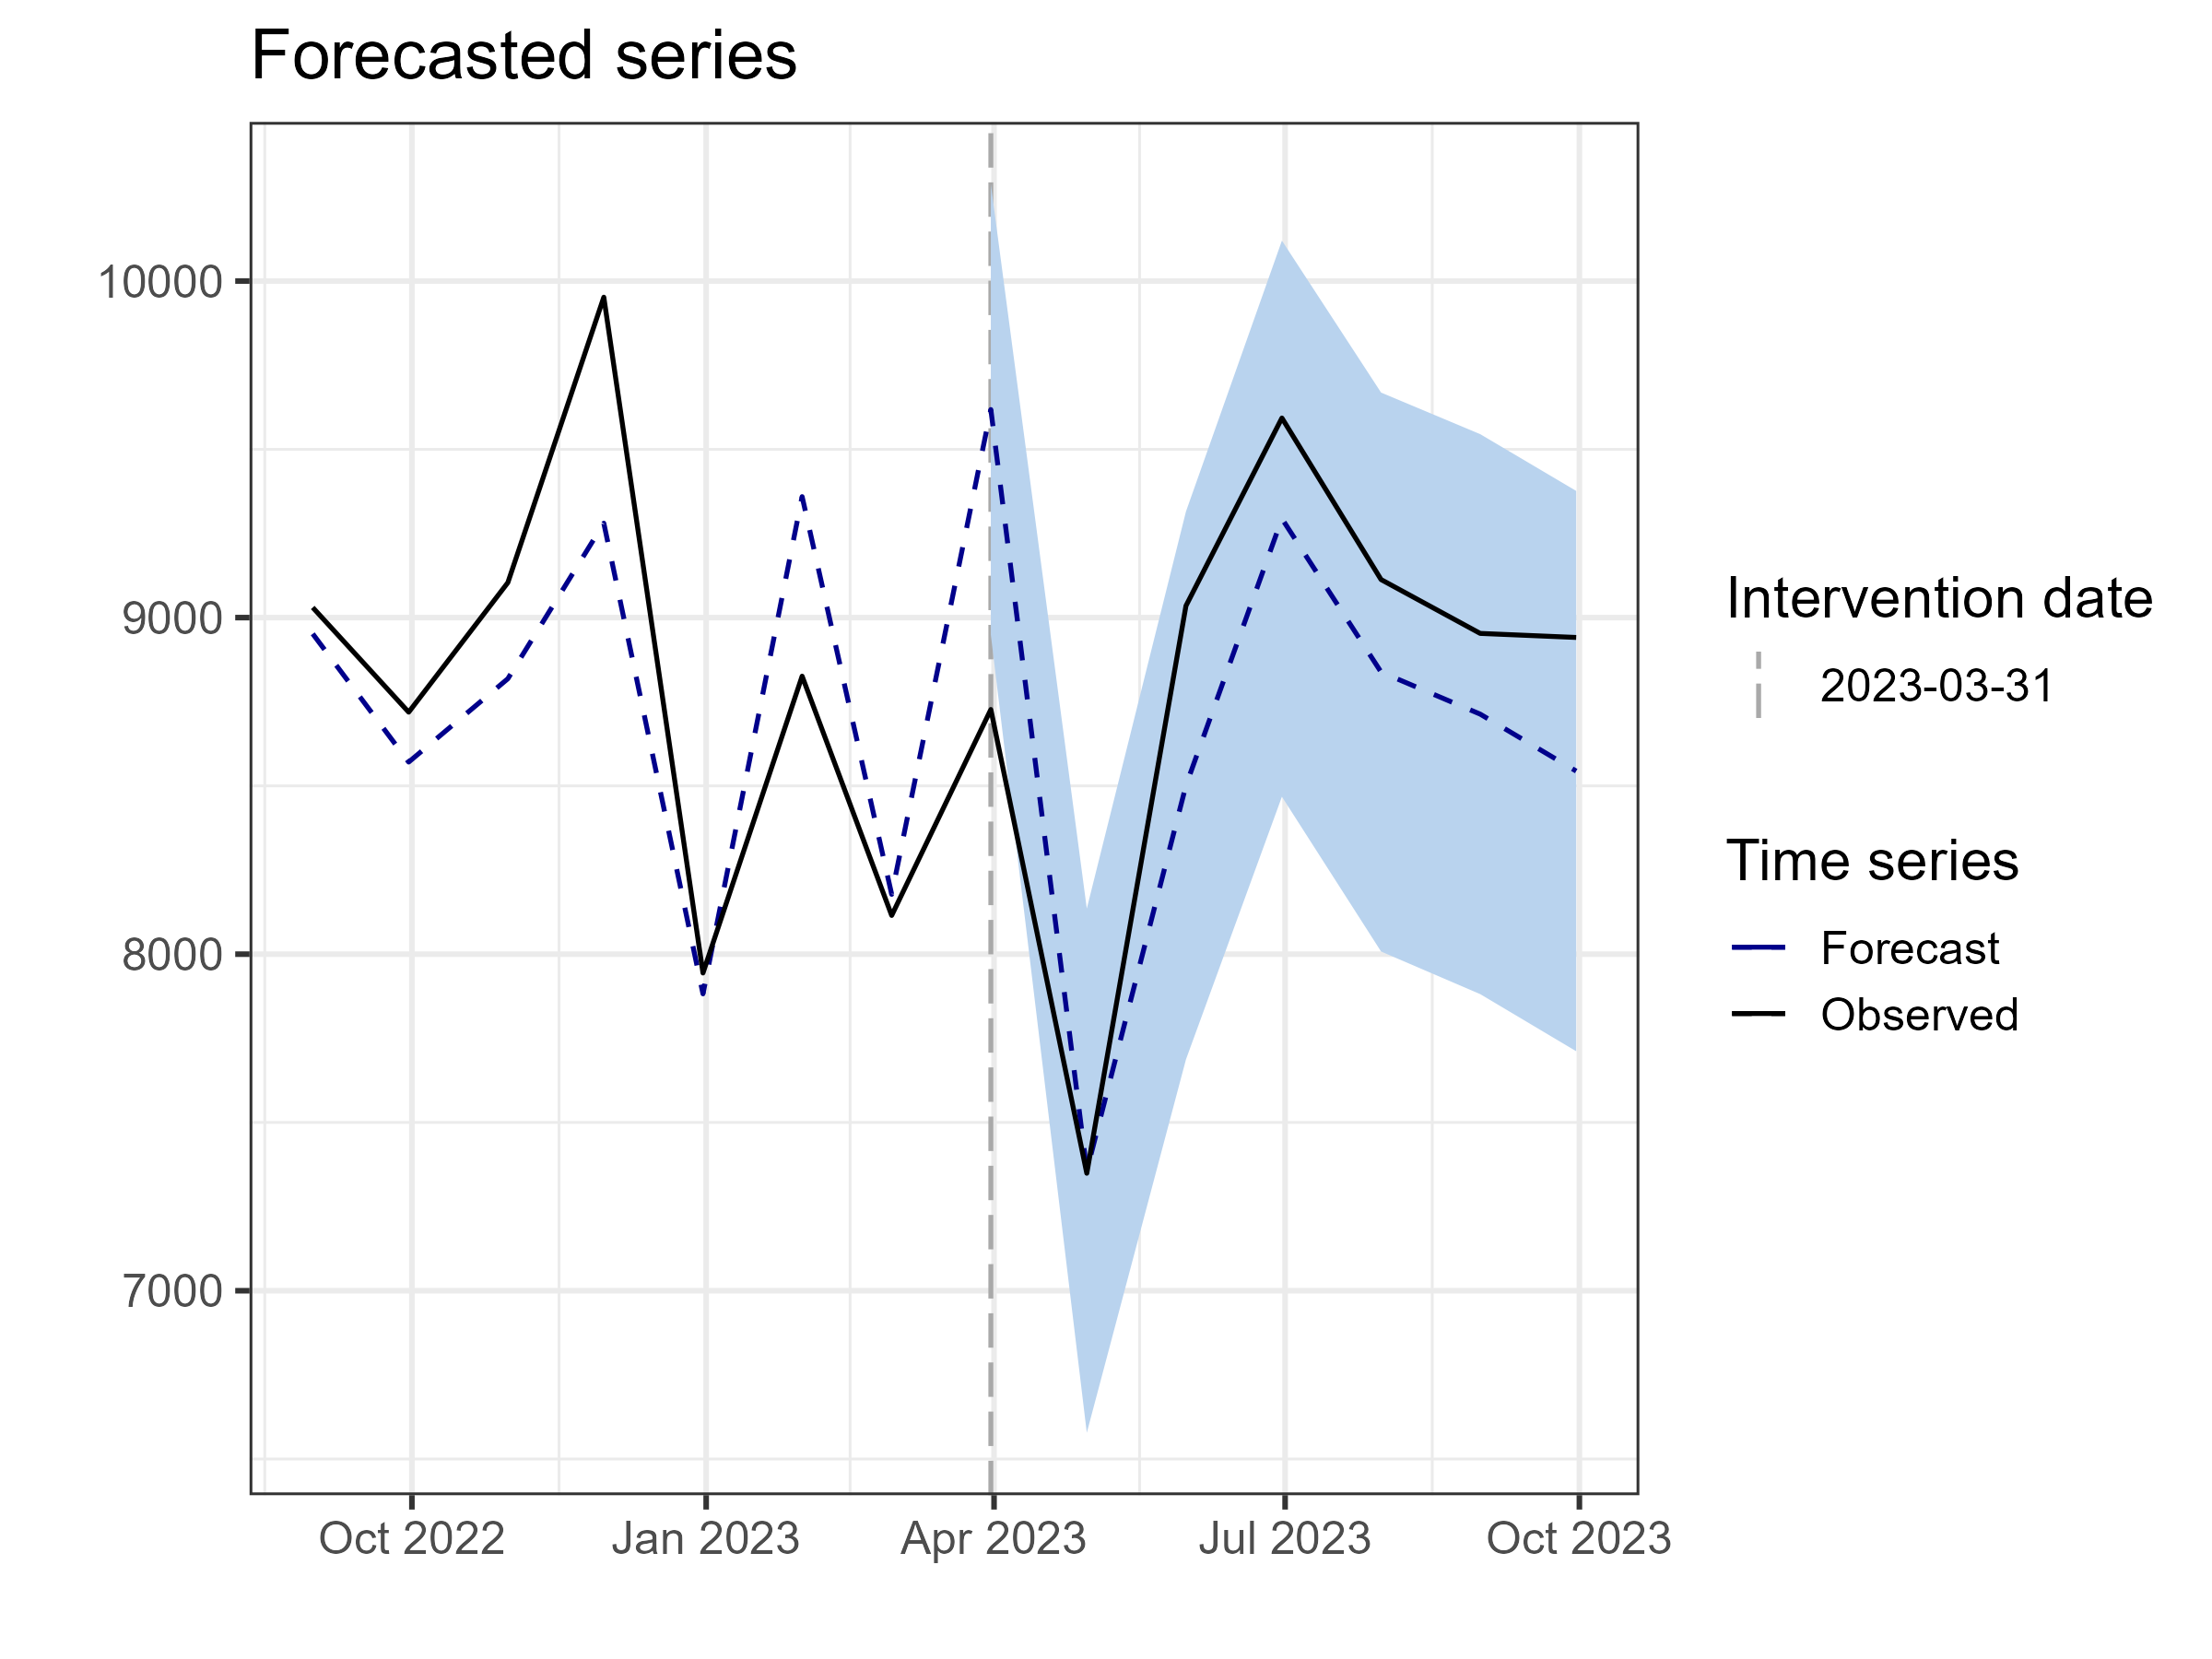 Forecasted series
10000
9000
8000
7000
Oct 2022
Jan 2023
Apr 2023
Jul 2023
Oct 2023
Intervention date
2023-03-31
Time series
Forecast
Observed